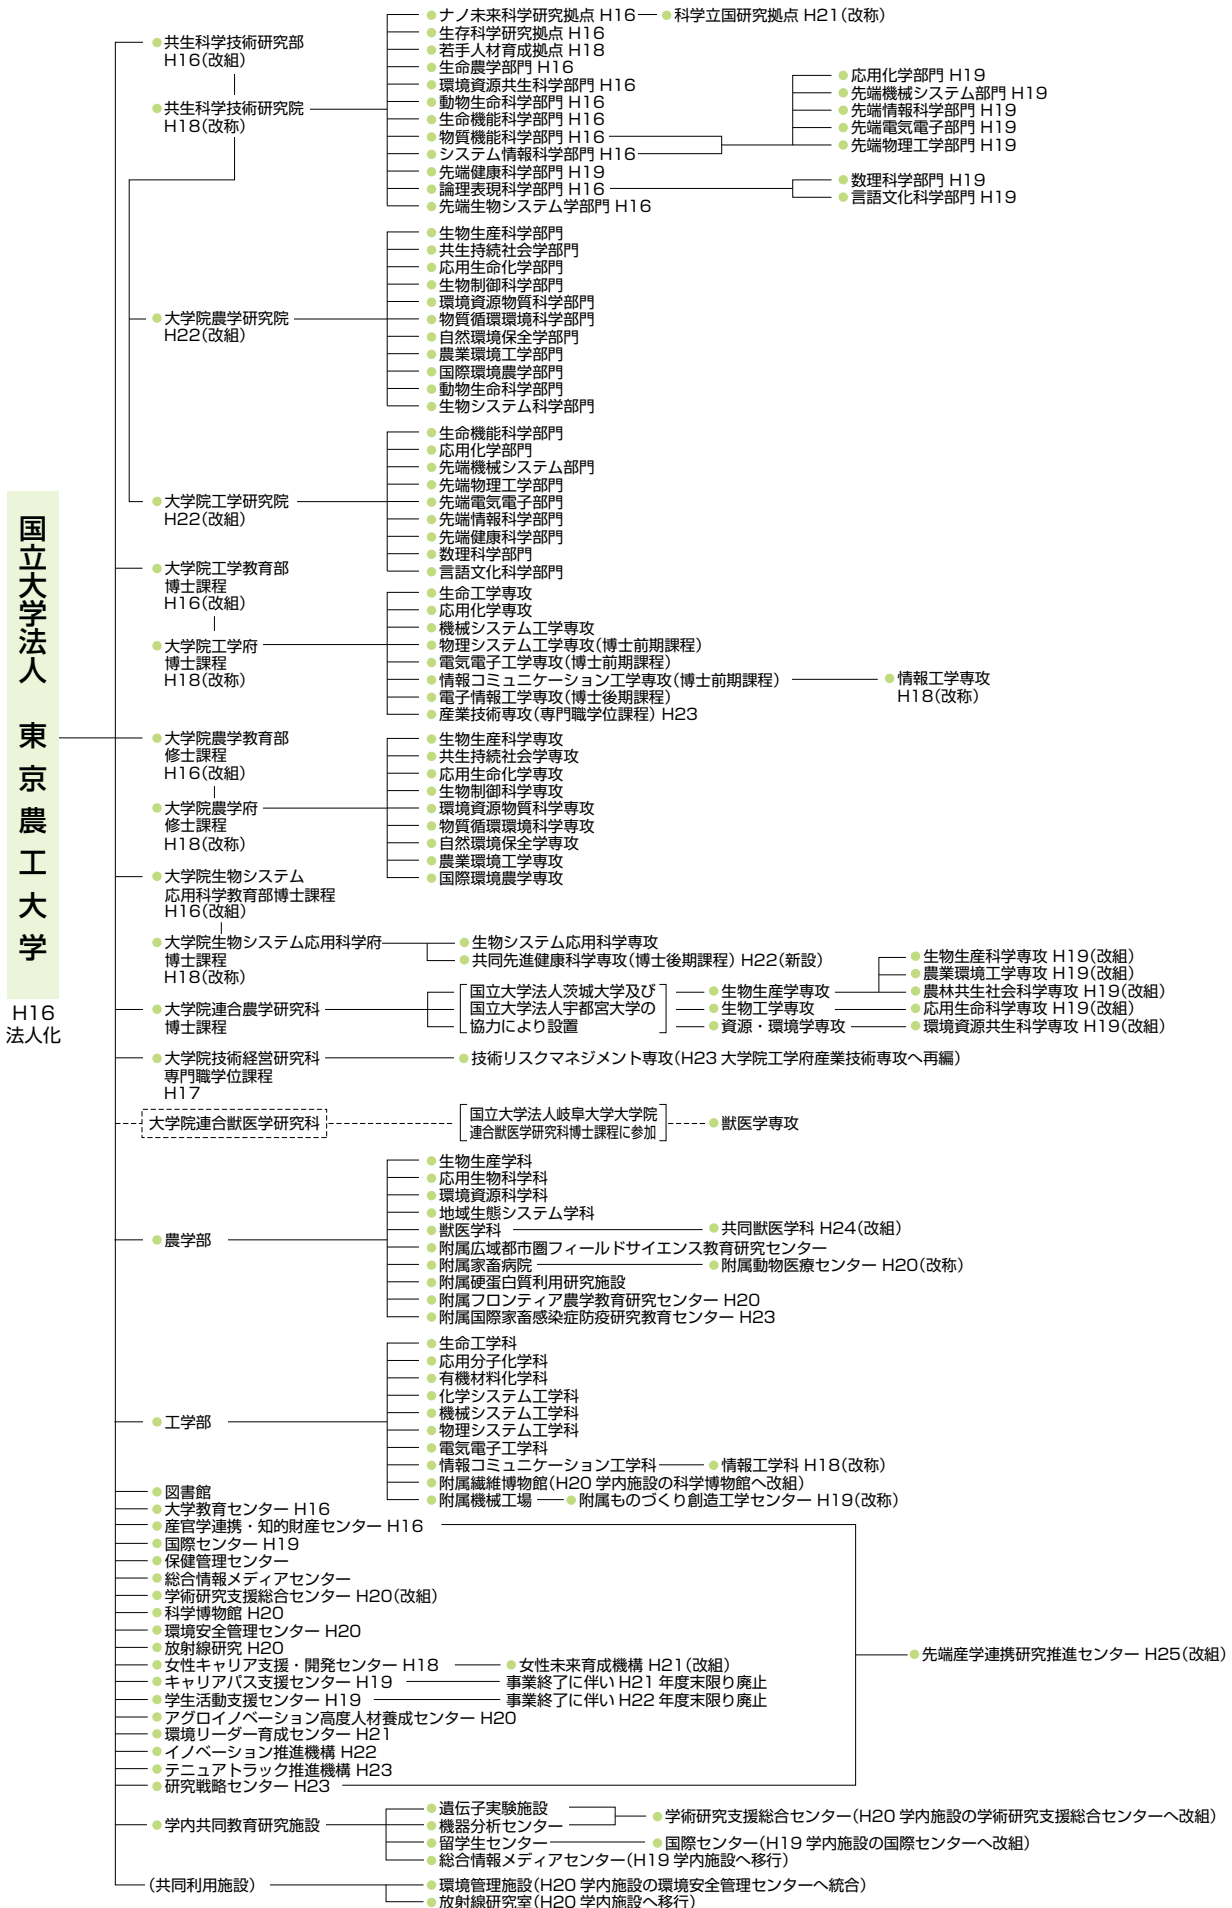 国立大学法人 東京農工大学
H16
法人化
共生科学技術研究部
H16(改組)
共生科学技術研究院
H18(改称)
ナノ未来科学研究拠点 H16
科学立国研究拠点 H21(改称)
生存科学研究拠点 H16
若手人材育成拠点 H18
生命農学部門 H16
環境資源共生科学部門 H16
動物生命科学部門 H16
生命機能科学部門 H16
物質機能科学部門 H16
システム情報科学部門 H16
先端健康科学部門 H19
論理表現科学部門 H16
先端生物システム学部門 H16
応用化学部門 H19
先端機械システム部門 H19
先端情報科学部門 H19
先端電気電子部門 H19
先端物理工学部門 H19
数理科学部門 H19
言語文化科学部門 H19
大学院農学研究院
H22(改組)
生物生産科学部門
共生持続社会学部門
応用生命化学部門
生物制御科学部門
環境資源物質科学部門
物質循環環境科学部門
自然環境保全学部門
農業環境工学部門
国際環境農学部門
動物生命科学部門
生物システム科学部門
大学院工学研究院
H22(改組)
生命機能科学部門
応用化学部門
先端機械システム部門
先端物理工学部門
先端電気電子部門
先端情報科学部門
先端健康科学部門
数理科学部門
言語文化科学部門
大学院工学教育部
博士課程
H16(改組)
大学院工学府
博士課程
H18(改称)
生命工学専攻
応用化学専攻
機械システム工学専攻
物理システム工学専攻(博士前期課程)
電気電子工学専攻(博士前期課程)
情報コミュニケーション工学専攻(博士前期課程)
情報工学専攻
H18(改称)
電子情報工学専攻(博士後期課程)
産業技術専攻(専門職学位課程) H23
大学院農学教育部
修士課程
H16(改組)
大学院農学府
修士課程
H18(改称)
生物生産科学専攻
共生持続社会学専攻
応用生命化学専攻
生物制御科学専攻
環境資源物質科学専攻
物質循環環境科学専攻
自然環境保全学専攻
農業環境工学専攻
国際環境農学専攻
大学院生物システム
応用科学教育部博士課程
H16(改組)
大学院生物システム応用科学府
博士課程
H18(改称)
生物システム応用科学専攻
共同先進健康科学専攻(博士後期課程) H22(新設)
大学院連合農学研究科
博士課程
国立大学法人茨城大学及び
国立大学法人宇都宮大学の
協力により設置
生物生産学専攻
生物工学専攻
資源・環境学専攻
生物生産科学専攻 H19(改組)
農業環境工学専攻 H19(改組)
農林共生社会科学専攻 H19(改組)
応用生命科学専攻 H19(改組)
環境資源共生科学専攻 H19(改組)
大学院技術経営研究科
専門職学位課程
H17
技術リスクマネジメント専攻(H23 大学院工学府産業技術専攻へ再編)
大学院連合獣医学研究科
国立大学法人岐阜大学大学院
連合獣医学研究科博士課程に参加
獣医学専攻
農学部
生物生産学科
応用生物科学科
環境資源科学科
地域生態システム学科
獣医学科
共同獣医学科 H24(改組)
附属広域都市圏フィールドサイエンス教育研究センター
附属家畜病院
附属動物医療センター H20(改称)
附属硬蛋白質利用研究施設
附属フロンティア農学教育研究センター H20
附属国際家畜感染症防疫研究教育センター H23
工学部
生命工学科
応用分子化学科
有機材料化学科
化学システム工学科
機械システム工学科
物理システム工学科
電気電子工学科
情報コミュニケーション工学科
情報工学科 H18(改称)
附属繊維博物館(H20 学内施設の科学博物館へ改組)
附属機械工場
附属ものづくり創造工学センター H19(改称)
図書館
大学教育センター H16
産官学連携・知的財産センター H16
国際センター H19
保健管理センター
総合情報メディアセンター
学術研究支援総合センター H20(改組)
科学博物館 H20
環境安全管理センター H20
放射線研究 H20
女性キャリア支援・開発センター H18
女性未来育成機構 H21(改組)
キャリアパス支援センター H19
事業終了に伴い H21 年度末限り廃止
学生活動支援センター H19
事業終了に伴い H22 年度末限り廃止
アグロイノベーション高度人材養成センター H20
環境リーダー育成センター H21
イノベーション推進機構 H22
テニュアトラック推進機構 H23
研究戦略センター H23
先端産学連携研究推進センター H25(改組)
学内共同教育研究施設
遺伝子実験施設
機器分析センター
学術研究支援総合センター(H20 学内施設の学術研究支援総合センターへ改組)
留学生センター
国際センター(H19 学内施設の国際センターへ改組)
総合情報メディアセンター(H19 学内施設へ移行)
(共同利用施設)
環境管理施設(H20 学内施設の環境安全管理センターへ統合)
放射線研究室(H20 学内施設へ移行)